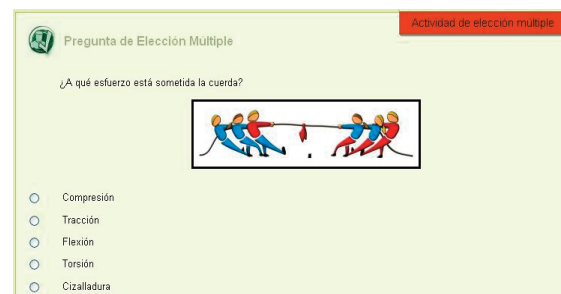 Actividad de elección múltiple
Pregunta de Elección Múltiple
¿A qué esfuerzo está sometida la cuerda?
Compresión
Tracción
Flexión
Torsión
Cizalladura